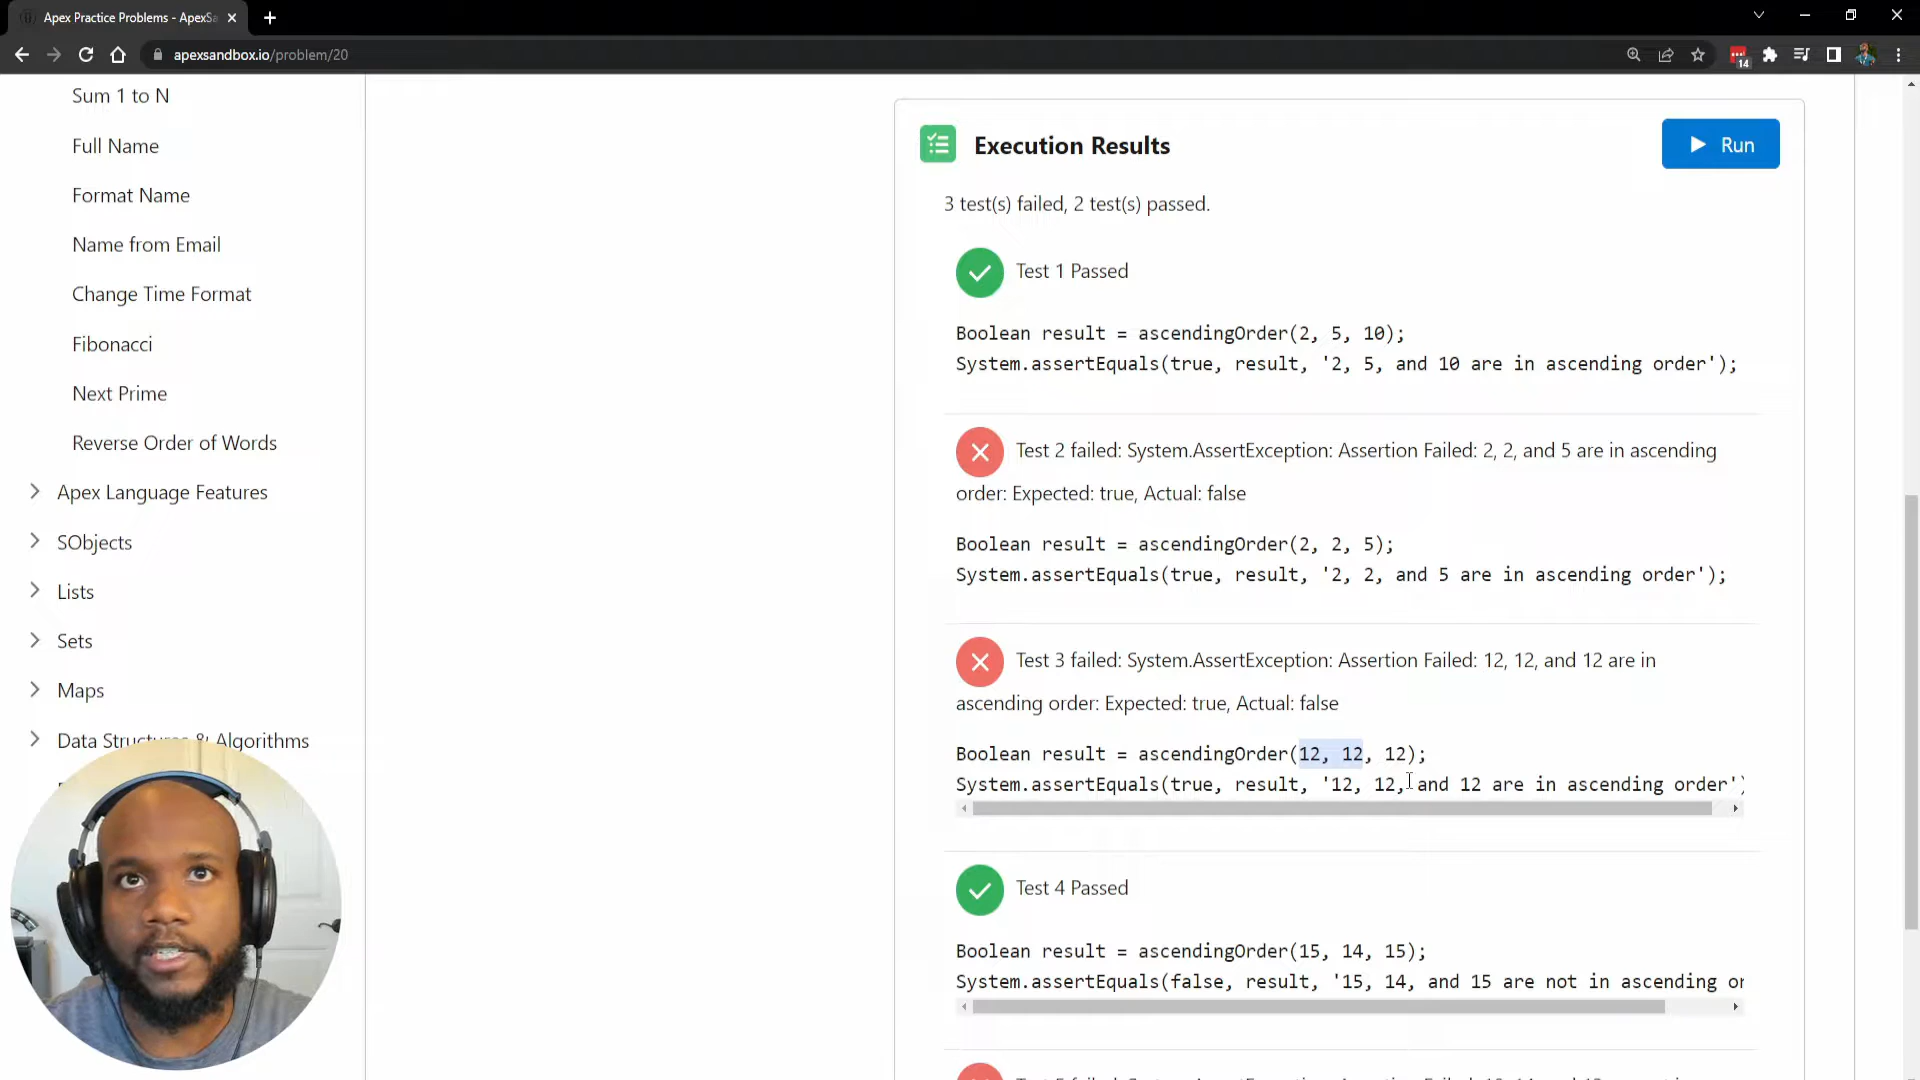 Apex Practice Problems - ApexSa
apexsandbox.io/problem/20
14
Sum 1 to N
Full Name
Format Name
Name from Email
Change Time Format
Fibonacci
Next Prime
Reverse Order of Words
Apex Language Features
SObjects
Lists
Sets
Maps
Data Structures & Algorithms
Execution Results
Run
3 test(s) failed, 2 test(s) passed.
Test 1 Passed
Boolean result = ascendingOrder(2, 5, 10);
System.assertEquals(true, result, '2, 5, and 10 are in ascending order');
Test 2 failed: System.AssertException: Assertion Failed: 2, 2, and 5 are in ascending
order: Expected: true, Actual: false
Boolean result = ascendingOrder(2, 2, 5);
System.assertEquals(true, result, '2, 2, and 5 are in ascending order');
Test 3 failed: System.AssertException: Assertion Failed: 12, 12, and 12 are in
ascending order: Expected: true, Actual: false
Boolean result = ascendingOrder(12, 12, 12);
System.assertEquals(true, result, '12, 12, and 12 are in ascending order')
Test 4 Passed
Boolean result = ascendingOrder(15, 14, 15);
System.assertEquals(false, result, '15, 14, and 15 are not in ascending or